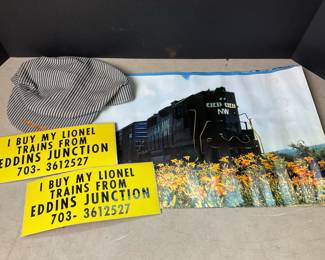 NW
I BUY MY LIONEL
TRAINS FROM
EDDINS JUNCTION
703-3612527
I BUY MY LIONEL
TRAINS FROM
EDDINS JUNCTION
703- 3612527